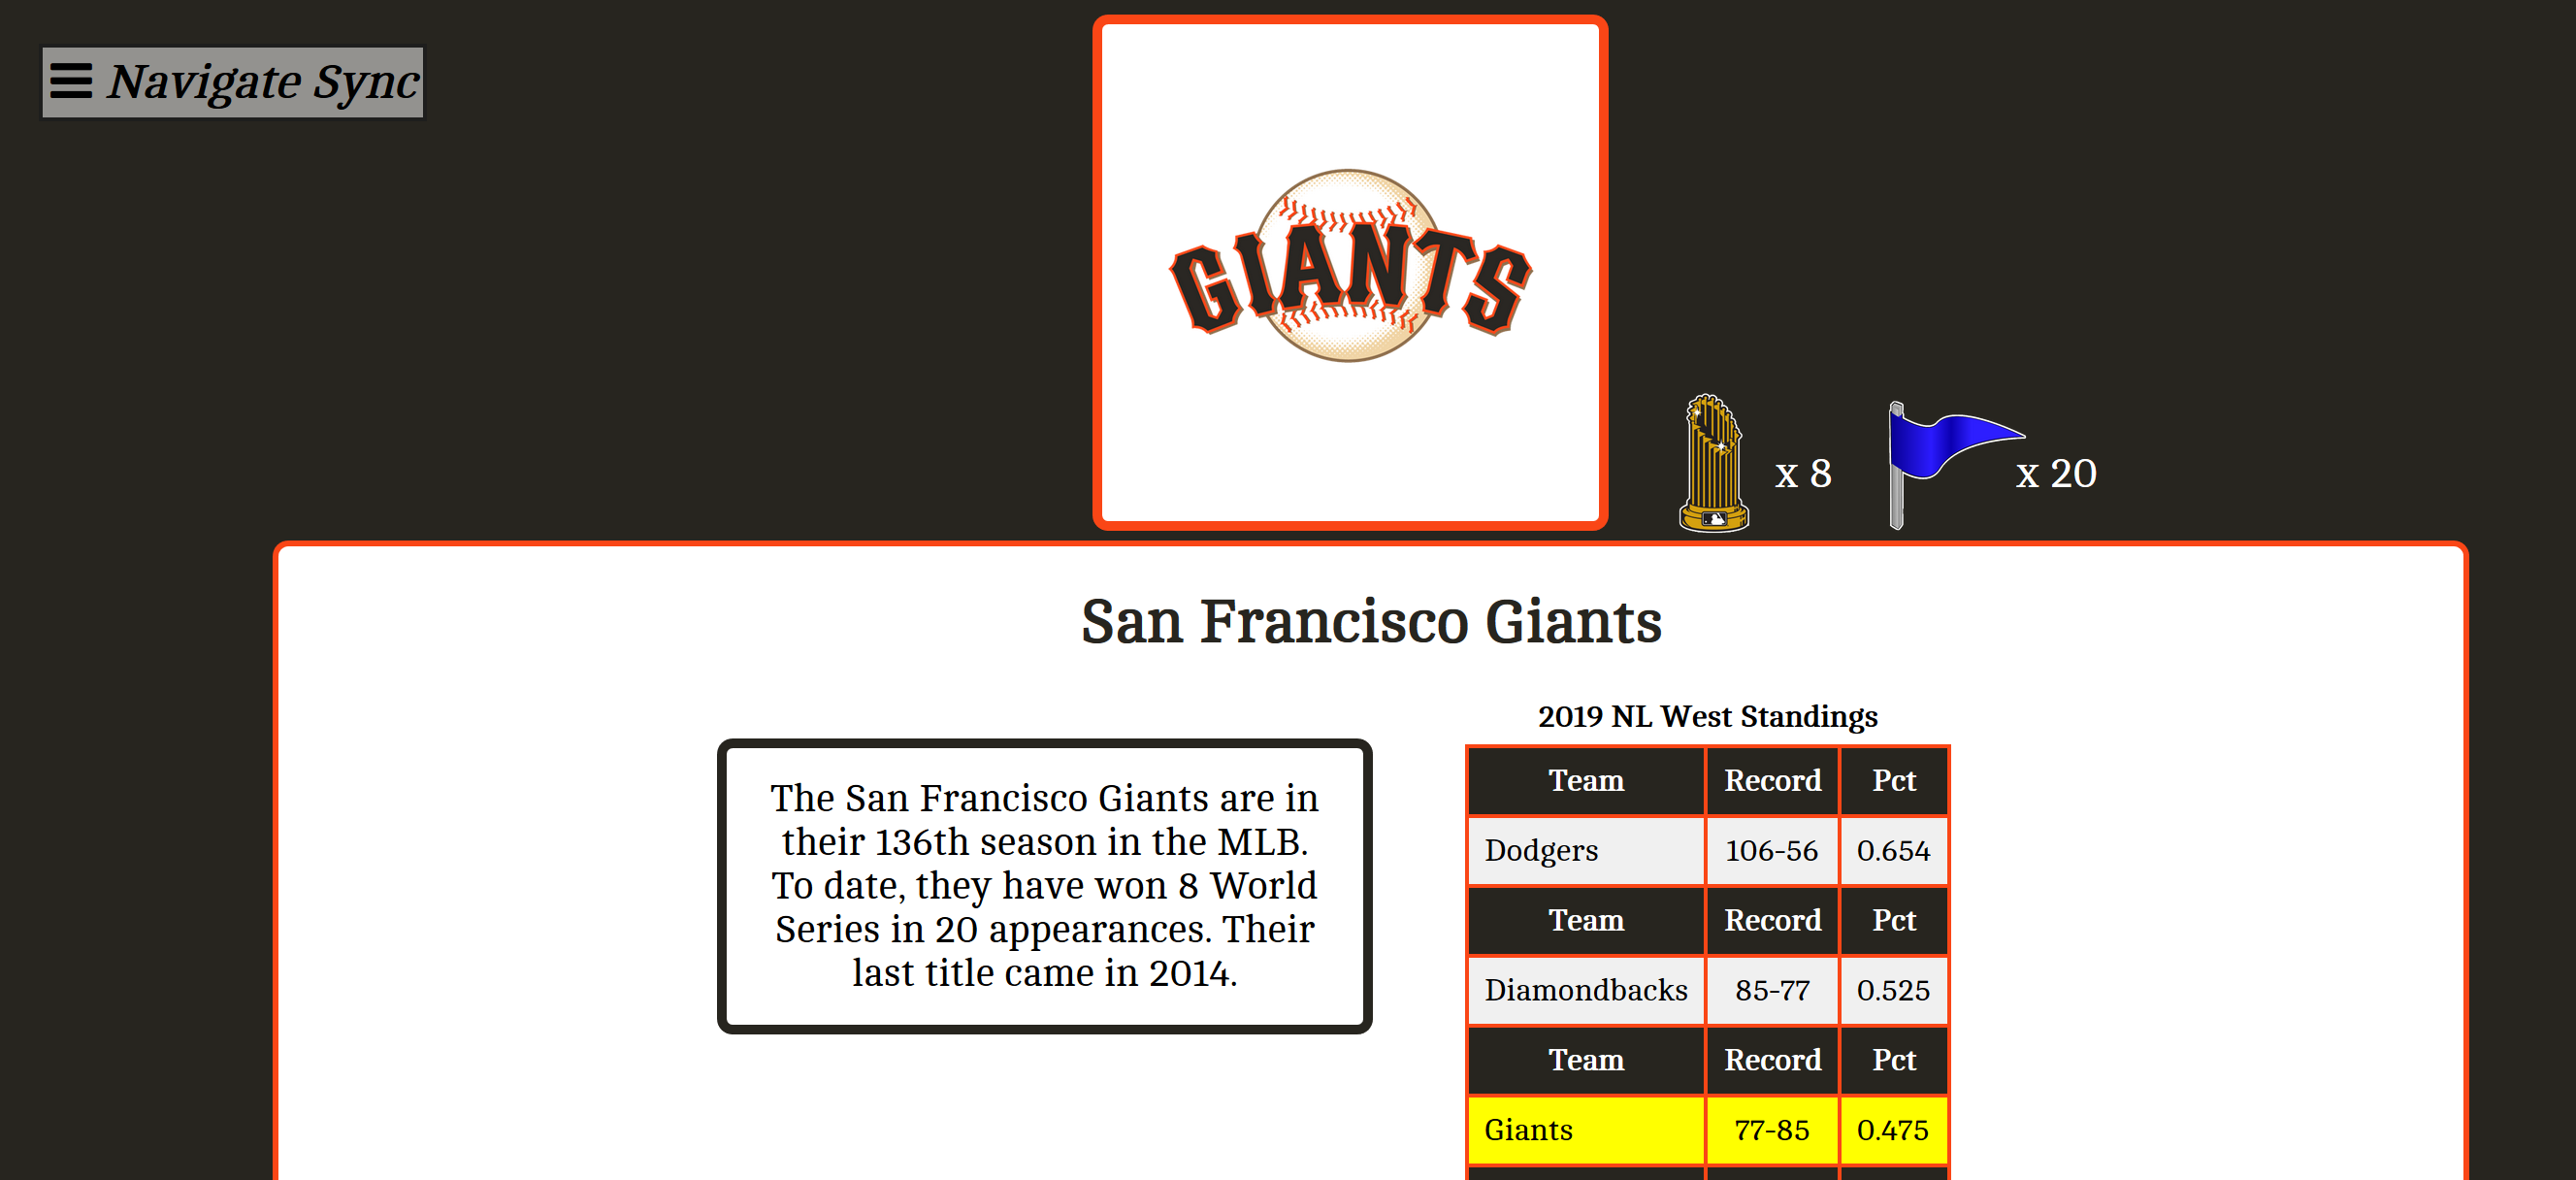 Navigate Sync
GIANTS
x 8
x 20
San Francisco Giants
The San Francisco Giants are in
their 136th season in the MLB.
To date, they have won 8 World
Series in 20 appearances. Their
last title came in 2014.
2019 NL West Standings
Team Record Pct
Dodgers 106-56 0.654
Team Record Pct
Diamondbacks 85-77 0.525
Team Record Pct
Giants 77-85 0.475